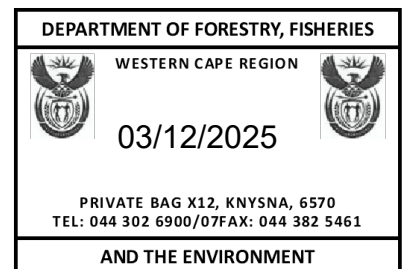 DEPARTMENT OF FORESTRY, FISHERIES
WESTERN CAPE REGION
03/12/2025
PRIVATE BAG X12, KNYSNA, 6570
TEL: 044 302 6900/07FAX: 044 382 5461
AND THE ENVIRONMENT